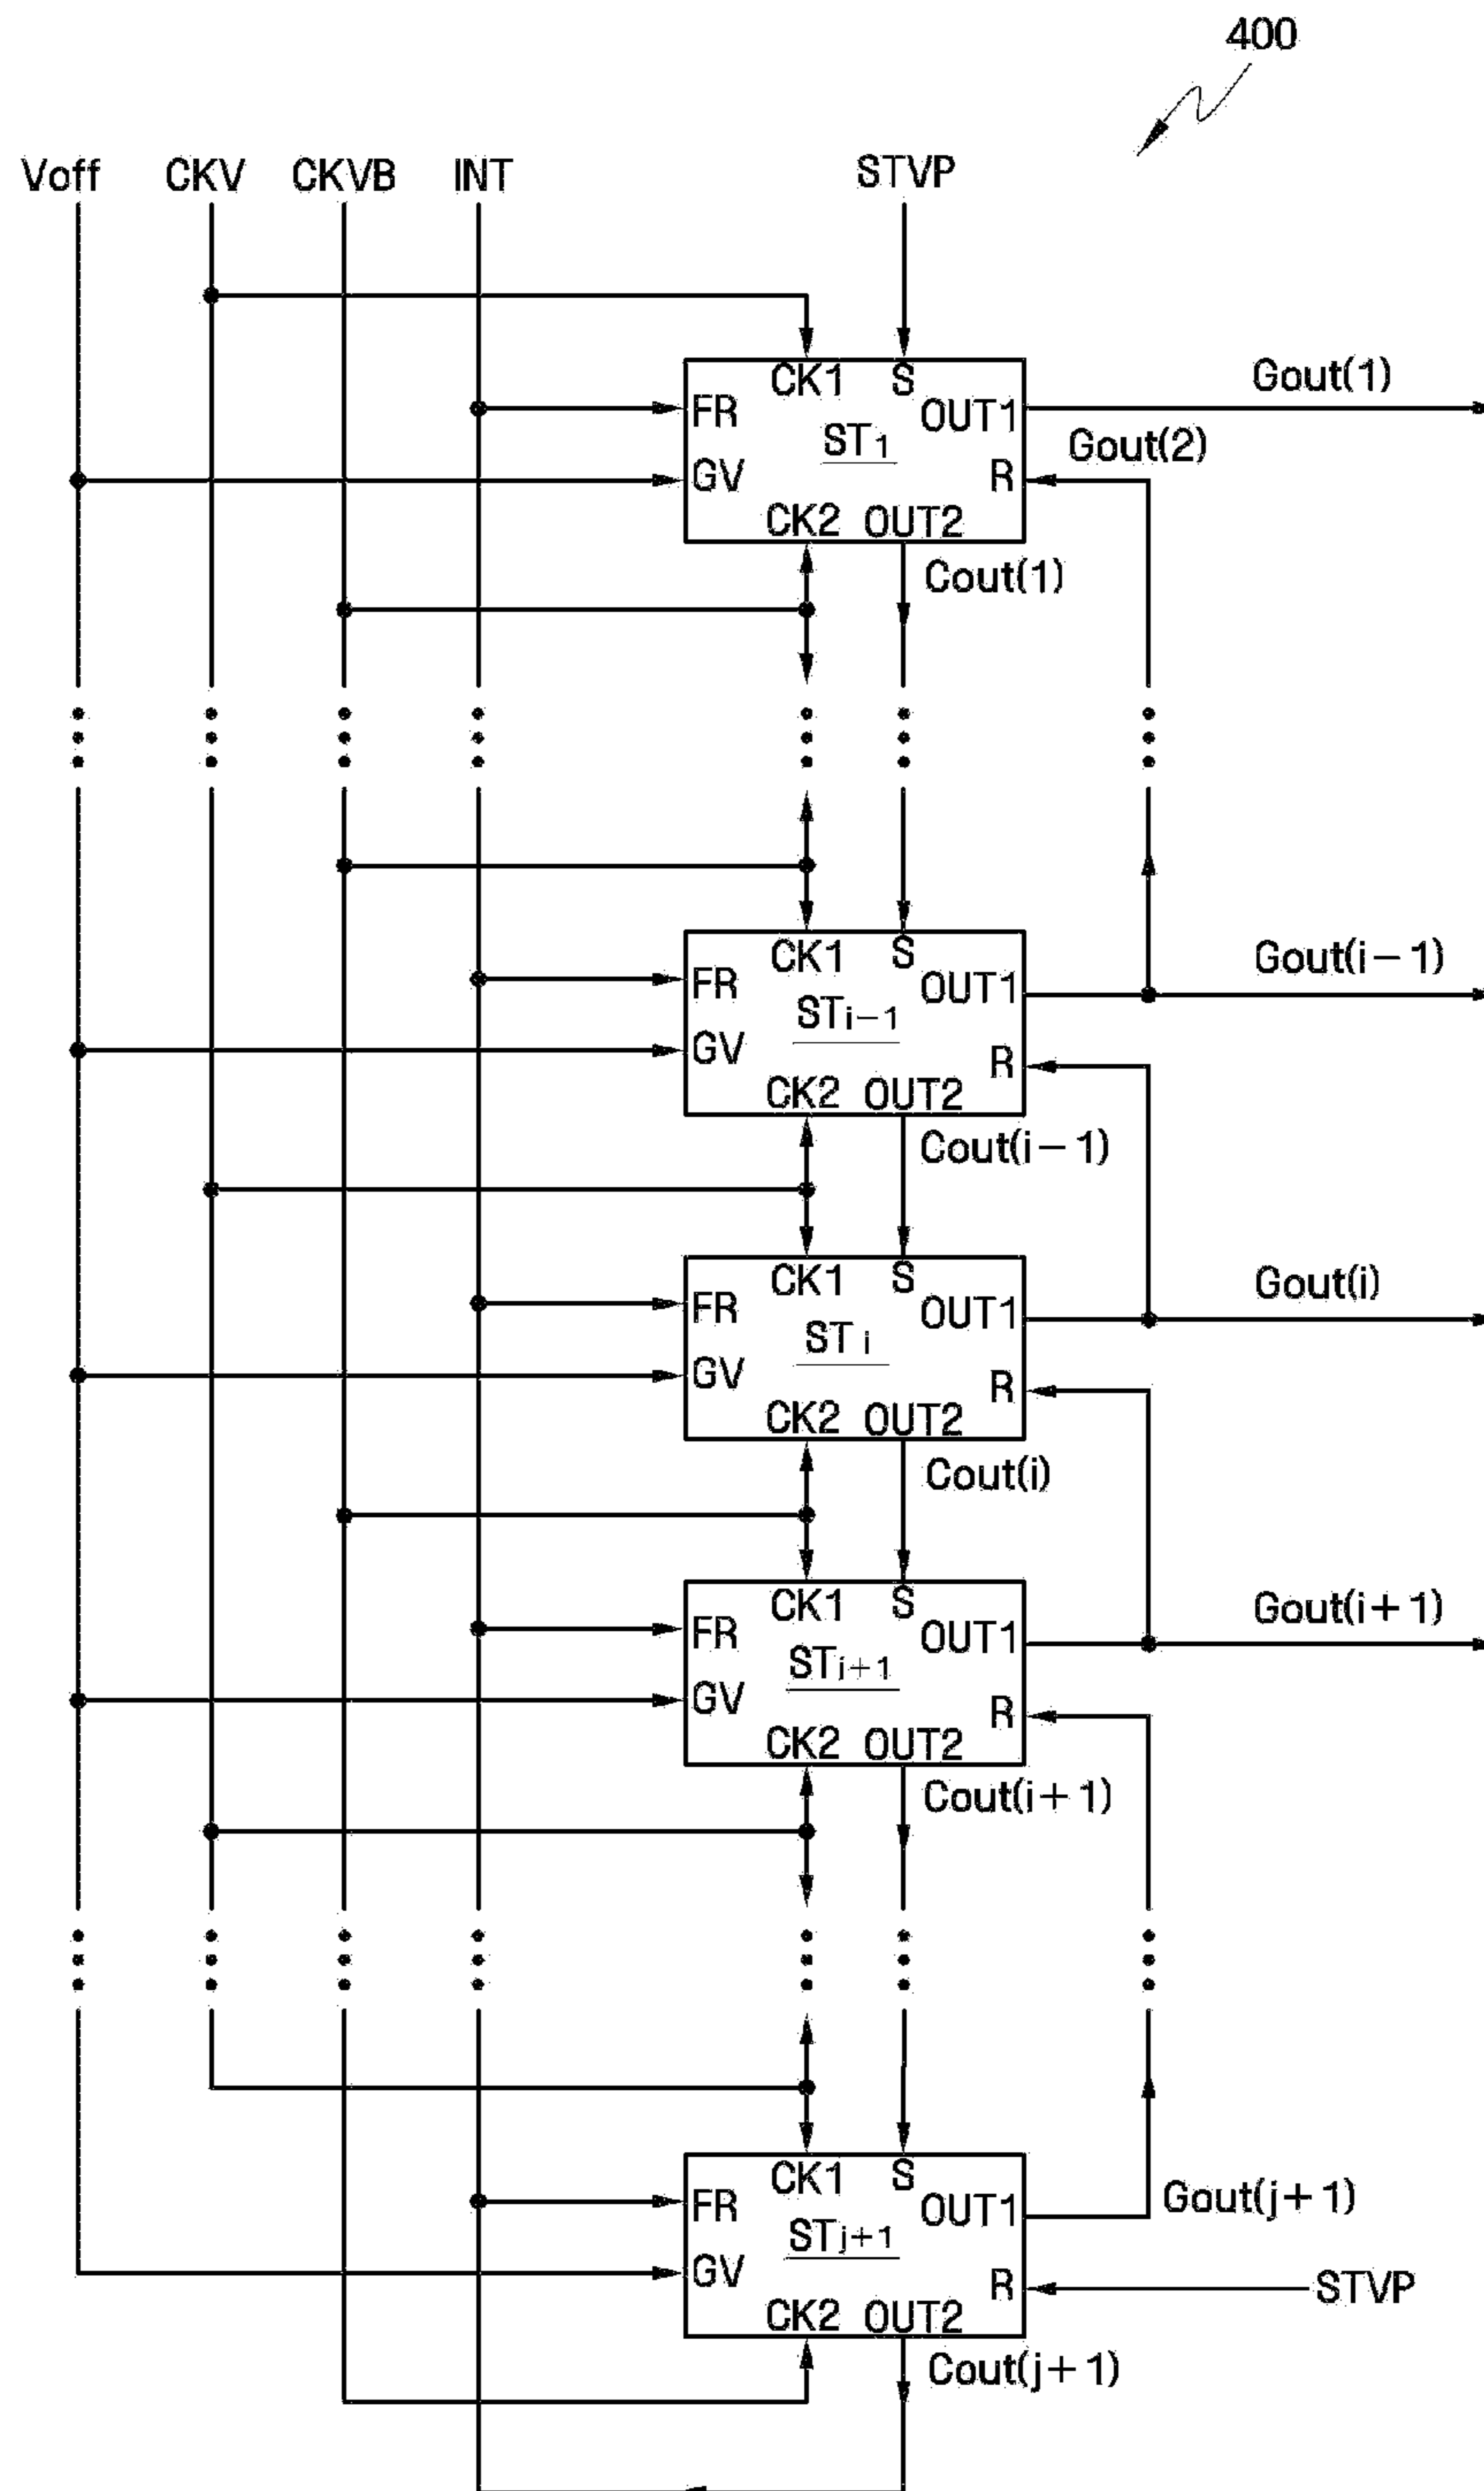 400
Voff CKV CKVB INT STVP
CK1 S
FR OUT1 Gout(1)
ST1 Gout(2)
GV R
CK2 OUT2
Cout(1)
CK1 S
FR OUT1 Gout(i−1)
STi−1
GV R
CK2 OUT2
Cout(i−1)
CK1 S
FR OUT1 Gout(i)
STi
GV R
CK2 OUT2
Cout(i)
CK1 S
FR OUT1 Gout(i+1)
STi+1
GV R
CK2 OUT2
Cout(i+1)
CK1 S
FR OUT1 Gout(j+1)
STj+1
GV R STVP
CK2 OUT2
Cout(j+1)